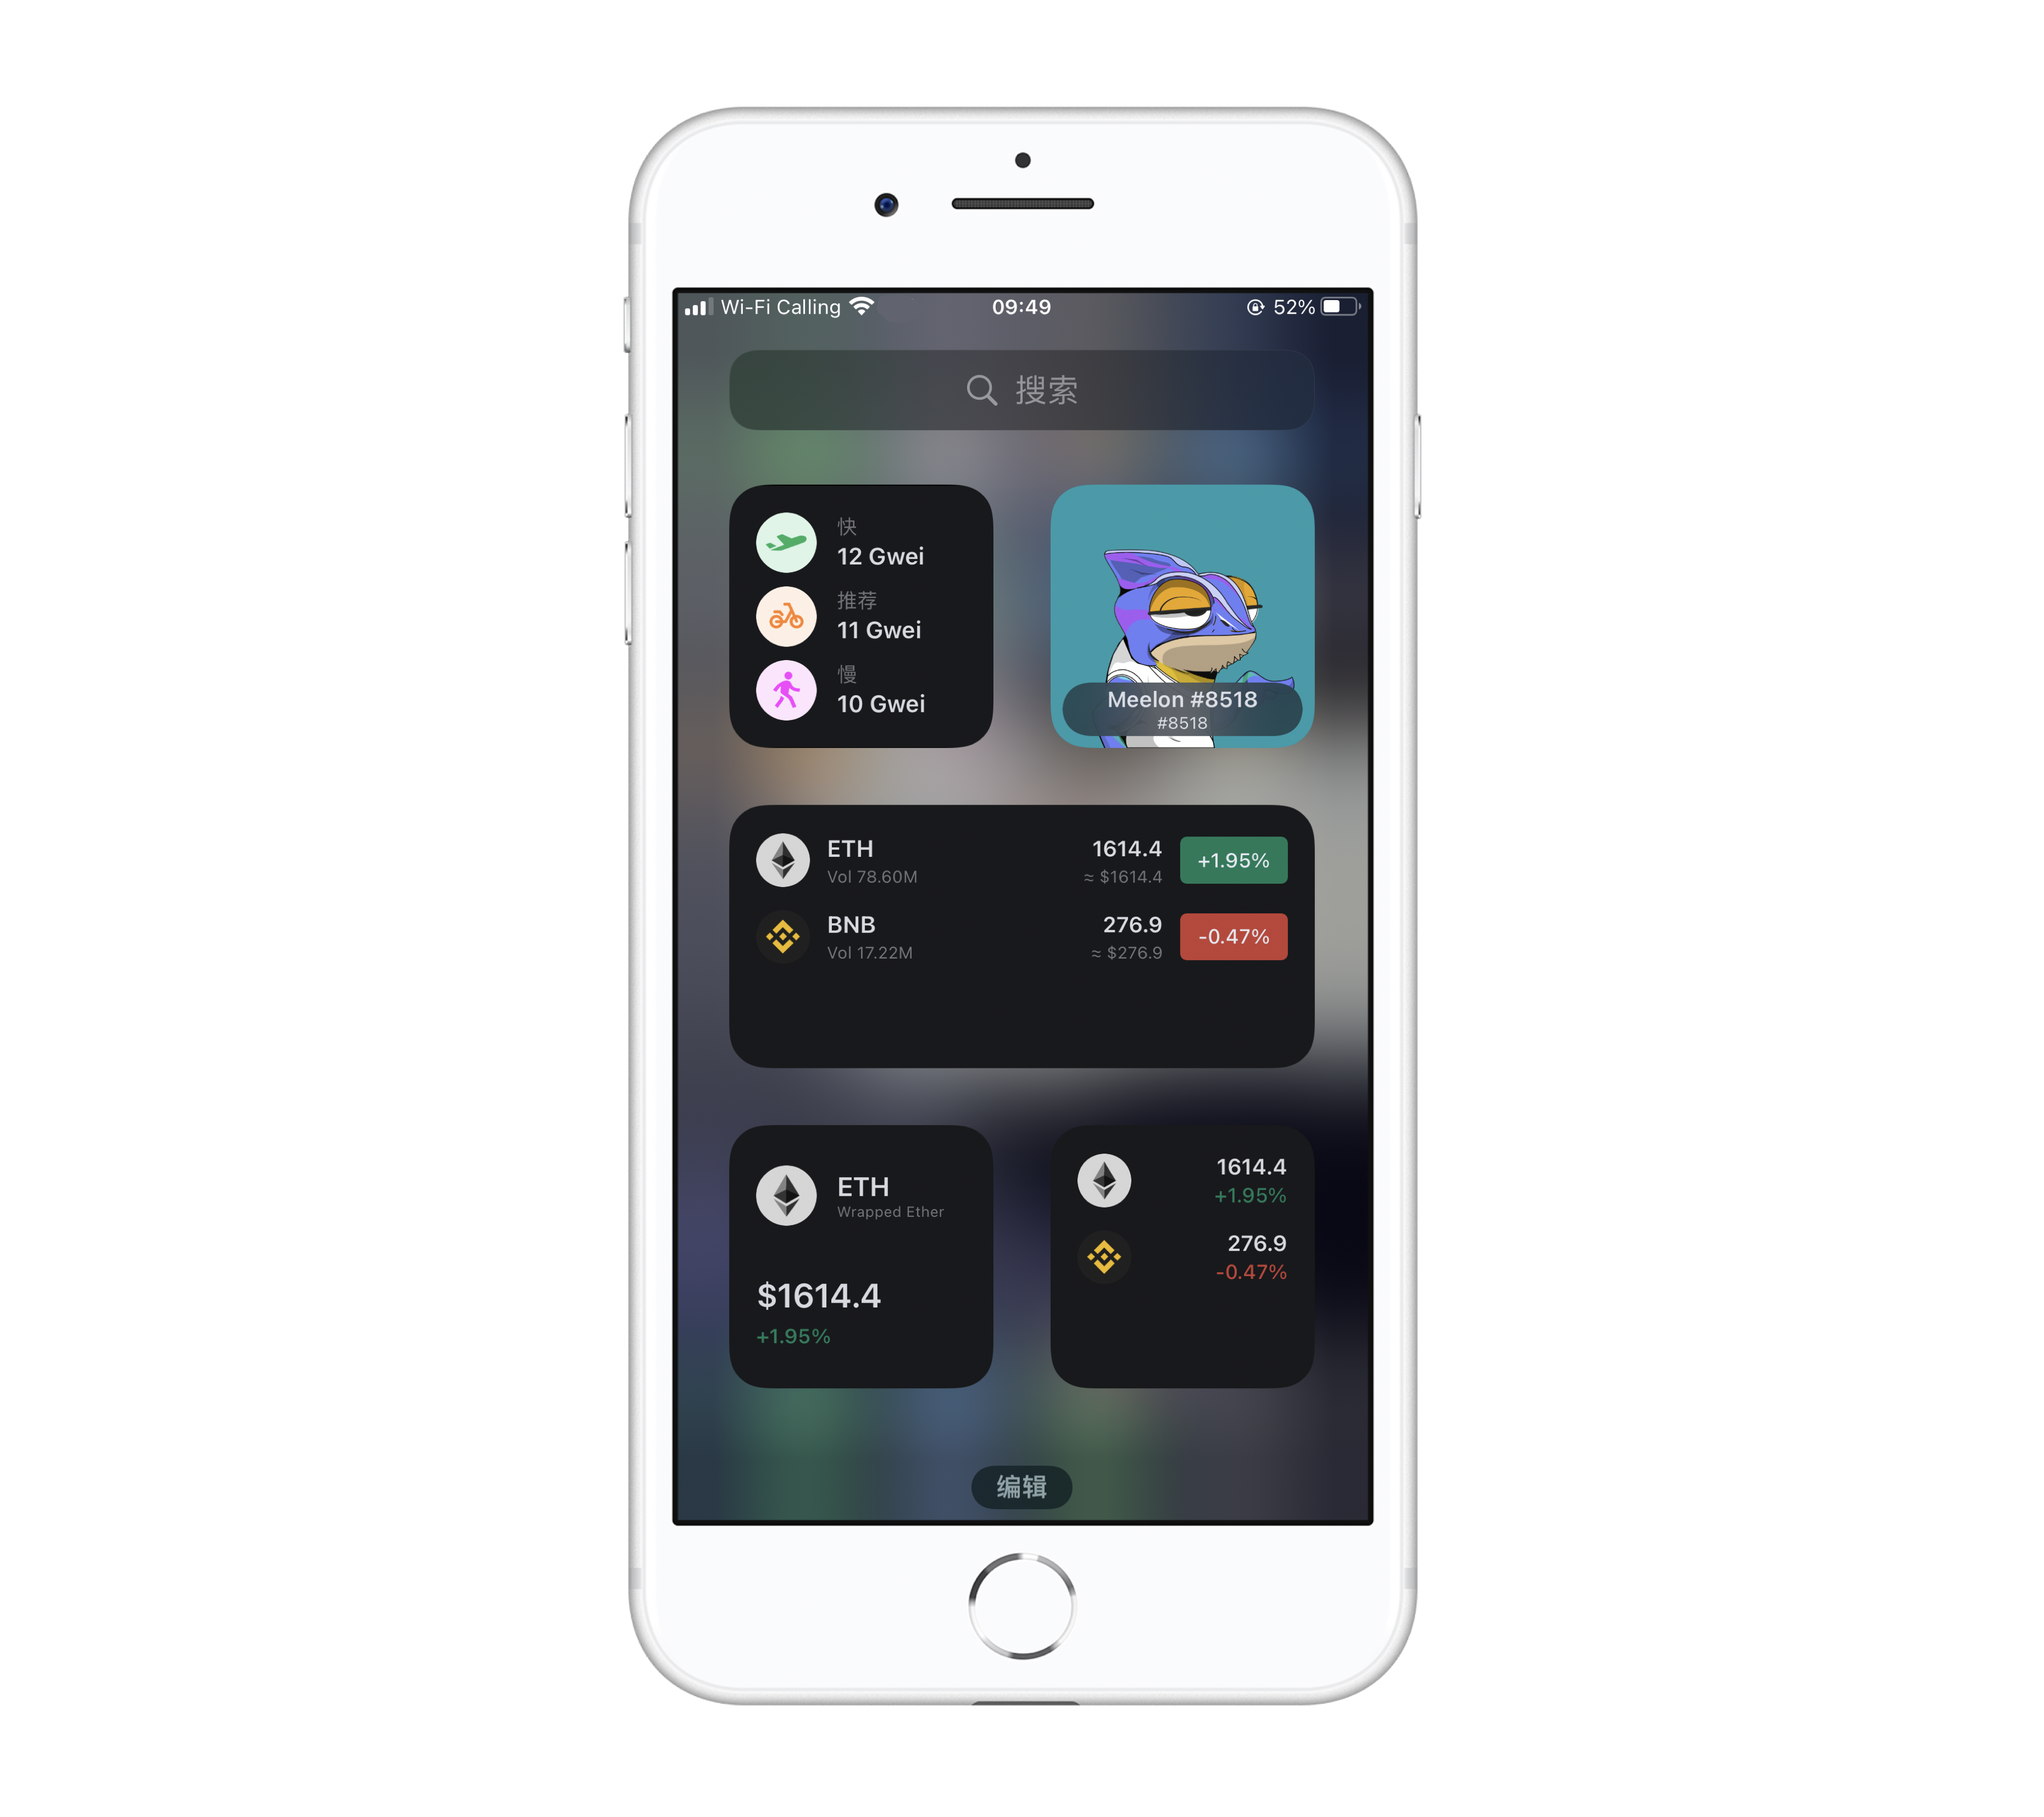 Wi-Fi Calling 09:49 52%
搜索
快
12 Gwei
推荐
11 Gwei
慢
10 Gwei
Meelon #8518
#8518
ETH 1614.4 +1.95%
Vol 78.60M ≈ $1614.4
BNB 276.9 -0.47%
Vol 17.22M ≈ $276.9
ETH
Wrapped Ether
$1614.4
+1.95%
1614.4
+1.95%
276.9
-0.47%
编辑